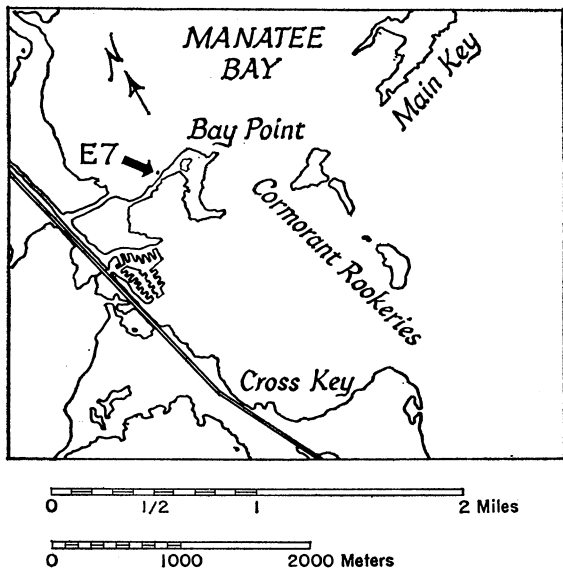 MANATEE
BAY
N
Main Key
Bay Point
E7
Cormorant Rookeries
Cross Key
0 1/2 1 2 Miles
0 1000 2000 Meters